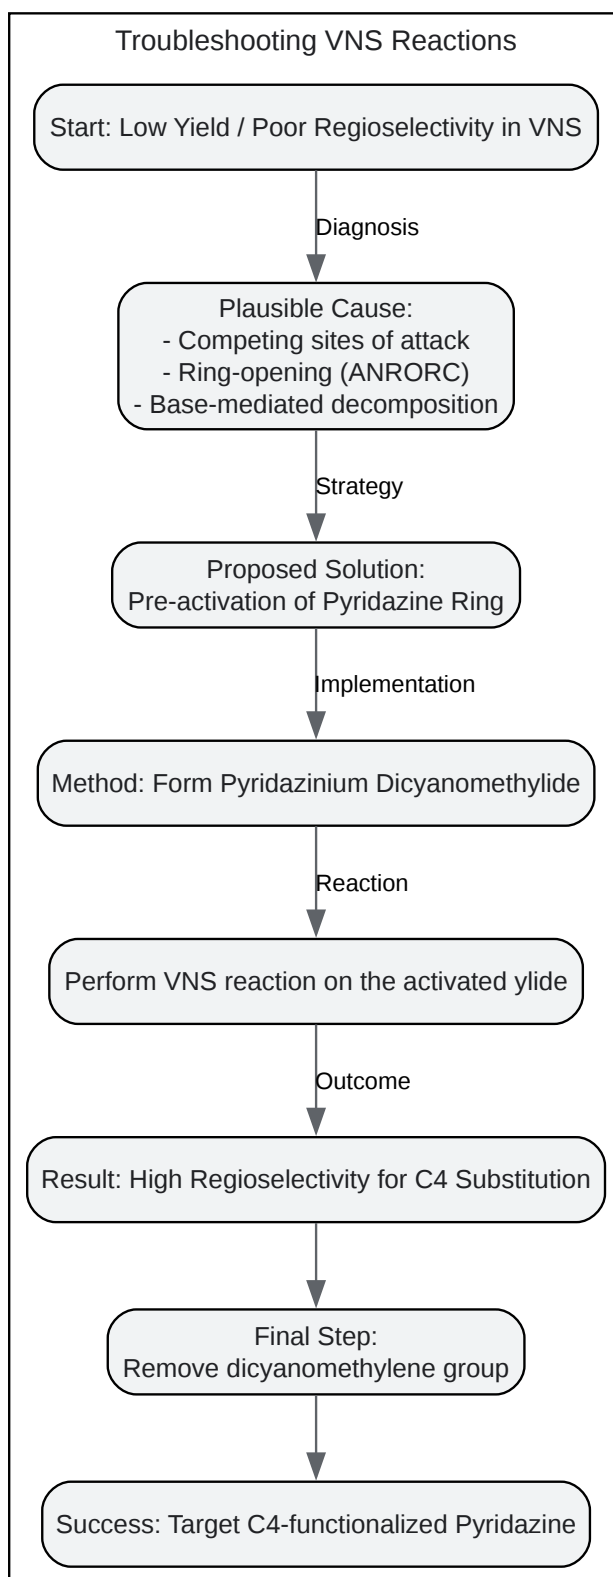 Troubleshooting VNS Reactions
Start: Low Yield / Poor Regioselectivity in VNS
Diagnosis
Plausible Cause:
- Competing sites of attack
- Ring-opening (ANRORC)
- Base-mediated decomposition
Strategy
Proposed Solution:
Pre-activation of Pyridazine Ring
Implementation
Method: Form Pyridazinium Dicyanomethylide
Reaction
Perform VNS reaction on the activated ylide
Outcome
Result: High Regioselectivity for C4 Substitution
Final Step:
Remove dicyanomethylene group
Success: Target C4-functionalized Pyridazine